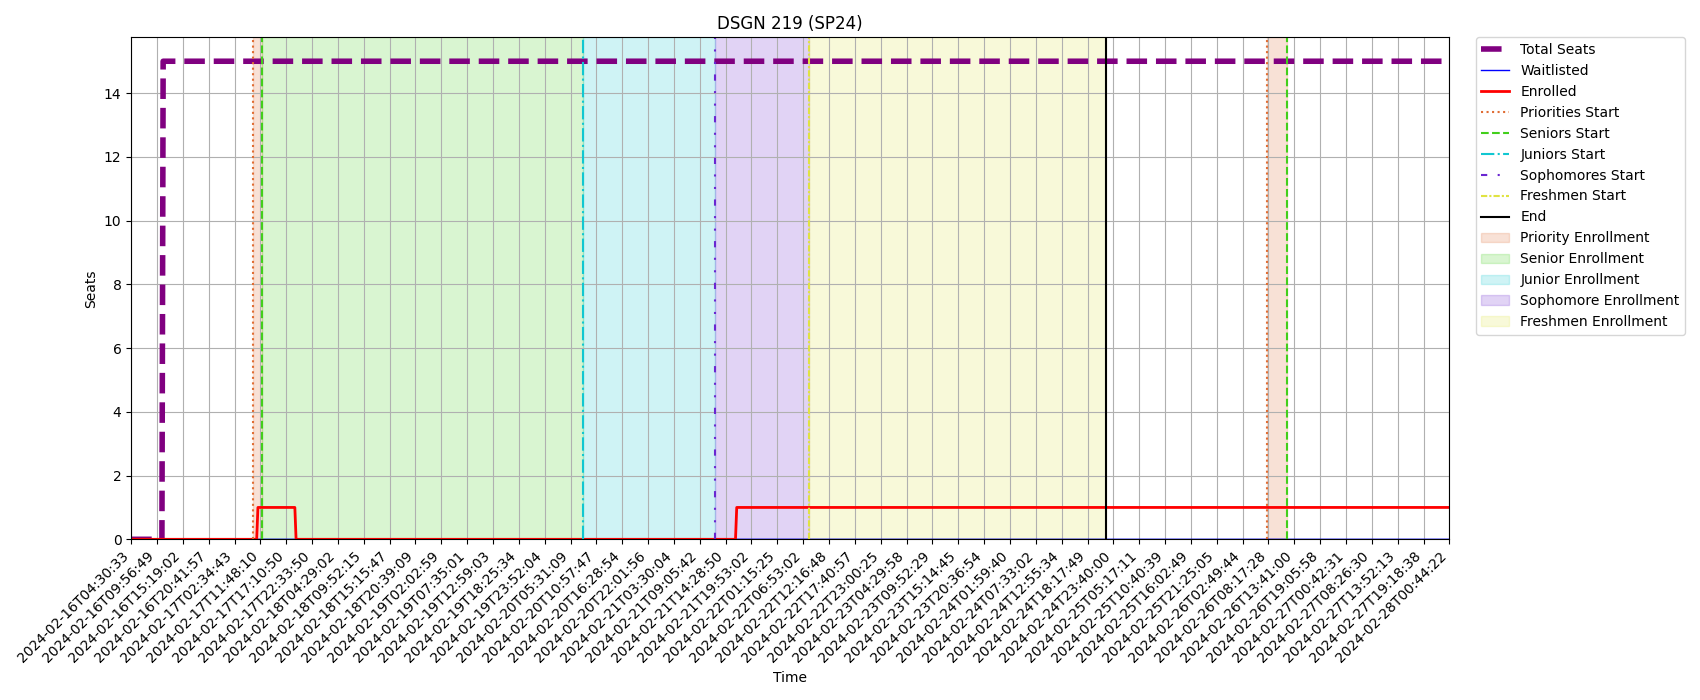 DSGN 219 (SP24)
Total Seats
Waitlisted
Enrolled
Priorities Start
Seniors Start
Juniors Start
Sophomores Start
Freshmen Start
End
Priority Enrollment
Senior Enrollment
Junior Enrollment
Sophomore Enrollment
Freshmen Enrollment
Seats
14
12
10
8
6
4
2
0
2024-02-16T04:30:33
2024-02-16T09:56:49
2024-02-16T15:19:02
2024-02-16T20:41:57
2024-02-17T02:34:43
2024-02-17T11:48:10
2024-02-17T17:10:50
2024-02-17T22:33:50
2024-02-18T04:29:02
2024-02-18T09:52:15
2024-02-18T15:15:47
2024-02-18T20:39:09
2024-02-19T02:02:59
2024-02-19T07:35:01
2024-02-19T12:59:03
2024-02-19T18:25:34
2024-02-19T23:52:04
2024-02-20T05:31:09
2024-02-20T10:57:47
2024-02-20T16:28:54
2024-02-20T22:01:56
2024-02-21T03:30:04
2024-02-21T09:05:42
2024-02-21T14:28:50
2024-02-21T19:53:02
2024-02-22T01:15:25
2024-02-22T06:53:02
2024-02-22T12:16:48
2024-02-22T17:40:57
2024-02-22T23:00:25
2024-02-23T04:29:58
2024-02-23T09:52:29
2024-02-23T15:14:45
2024-02-23T20:36:54
2024-02-24T01:59:40
2024-02-24T07:33:02
2024-02-24T12:55:34
2024-02-24T18:17:49
2024-02-24T23:40:00
2024-02-25T05:17:11
2024-02-25T10:40:39
2024-02-25T16:02:49
2024-02-25T21:25:05
2024-02-26T02:49:44
2024-02-26T08:17:28
2024-02-26T13:41:00
2024-02-26T19:05:58
2024-02-27T00:42:31
2024-02-27T08:26:30
2024-02-27T13:52:13
2024-02-27T19:18:38
2024-02-28T00:44:22
Time